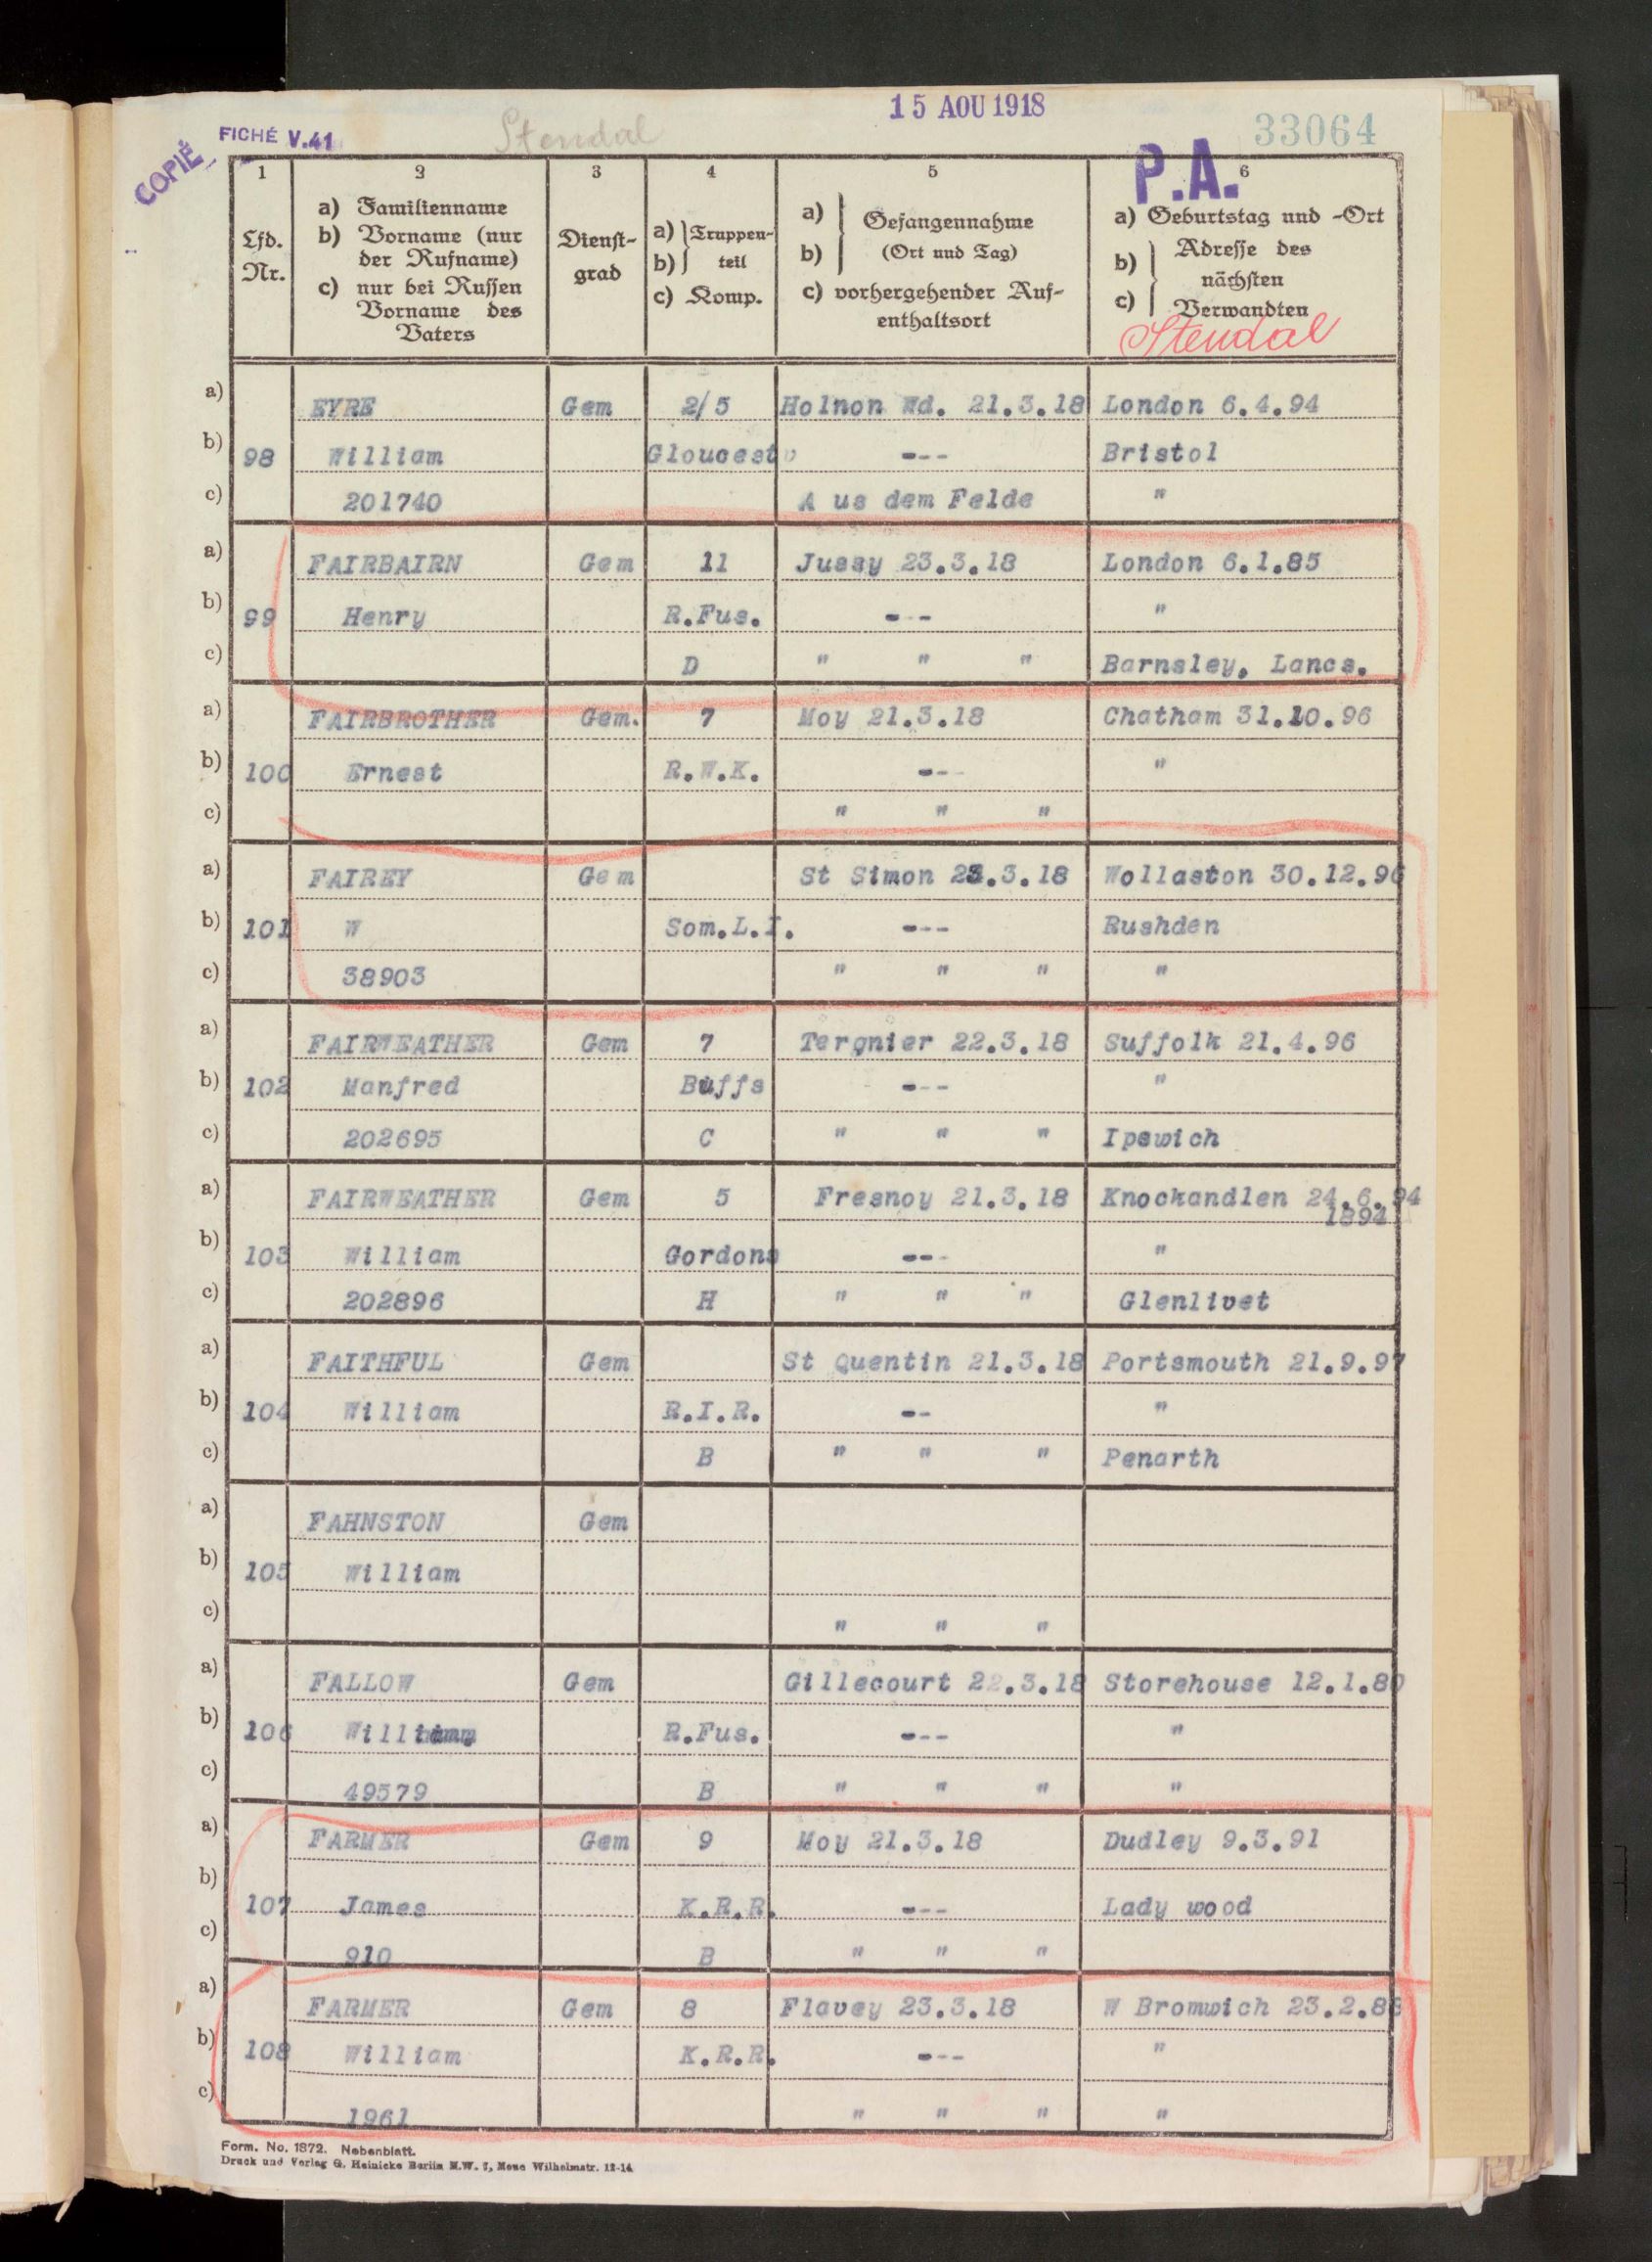 15 AOU 1918
COPIÉ
FICHÉ V.41
Stendal
33064
P.A.
1 2 3 4 5 6
Lfd. Nr.
a) Familienname
b) Vorname (nur der Rufname)
c) nur bei Russen Vorname des Vaters
Dienst-grad
a) Truppen-
b) teil
c) Komp.
a) Gefangennahme
b) (Ort und Tag)
c) vorhergehender Auf-enthaltsort
a) Geburtstag und -Ort
b) Adresse des nächsten
c) Verwandten
Stendal
a) EYRE Gem 2/5 Holnon Wd. 21.3.18 London 6.4.94
b) 98 William Gloucest --- Bristol
c) 201740 A us dem Felde "
a) FAIRBAIRN Gem 11 Jussy 23.3.18 London 6.1.85
b) 99 Henry R.Fus. --- "
c) D " " " Barnsley, Lancs.
a) FAIRBROTHER Gem. 7 Moy 21.3.18 Chatham 31.10.96
b) 100 Ernest R.W.K. --- "
c) " " "
a) FAIREY Gem St Simon 23.3.18 Wollaston 30.12.96
b) 101 W Som.L.I. --- Rushden
c) 38903 " " " "
a) FAIRWEATHER Gem 7 Tergnier 22.3.18 Suffolk 21.4.96
b) 102 Manfred Buffs --- "
c) 202695 C " " " Ipswich
a) FAIRWEATHER Gem 5 Fresnoy 21.3.18 Knockandlen 24.6.94
1894
b) 103 William Gordons --- "
c) 202896 H " " " Glenlivet
a) FAITHFUL Gem St Quentin 21.3.18 Portsmouth 21.9.97
b) 104 William R.I.R. -- "
c) B " " " Penarth
a) FAHNSTON Gem
b) 105 William
c) " " "
a) FALLOW Gem Gillecourt 22.3.18 Storehouse 12.1.80
b) 106 William R.Fus. --- "
c) 49579 B " " " "
a) FARMER Gem 9 Moy 21.3.18 Dudley 9.3.91
b) 107 James K.R.R. --- Lady wood
c) 910 B " " "
a) FARMER Gem 8 Flavey 23.3.18 W Bromwich 23.2.88
b) 108 William K.R.R. --- "
c) 1961 " " " "
Form. No. 1872. Nebenblatt.
Druck und Verlag G. Heinicke Berlin N.W. 7, Neue Wilhelmstr. 12-14